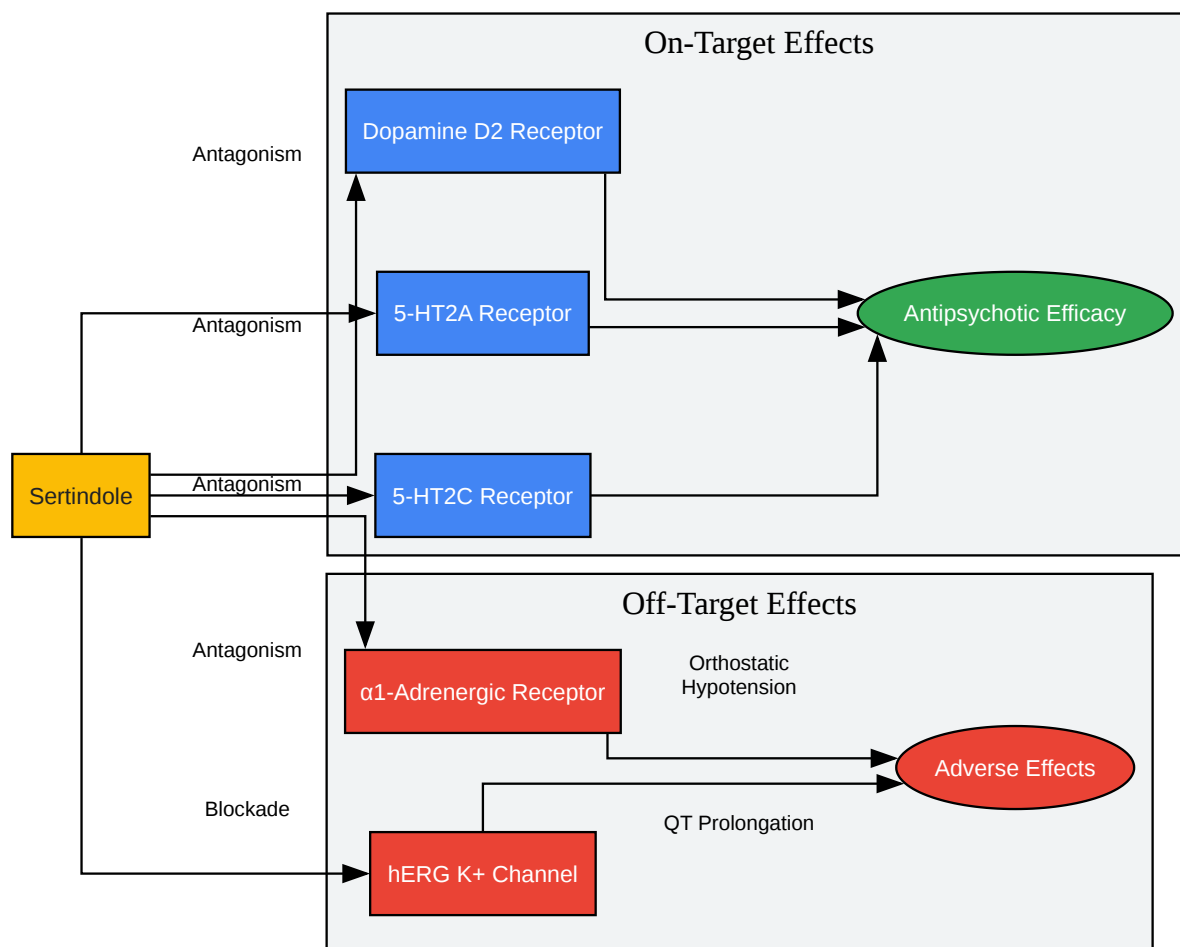 On-Target Effects
Dopamine D2 Receptor
Antagonism
5-HT2A Receptor
Antipsychotic Efficacy
Antagonism
Sertindole
Antagonism
5-HT2C Receptor
Off-Target Effects
Antagonism
Orthostatic
Hypotension
α1-Adrenergic Receptor
Adverse Effects
Blockade
QT Prolongation
hERG K+ Channel